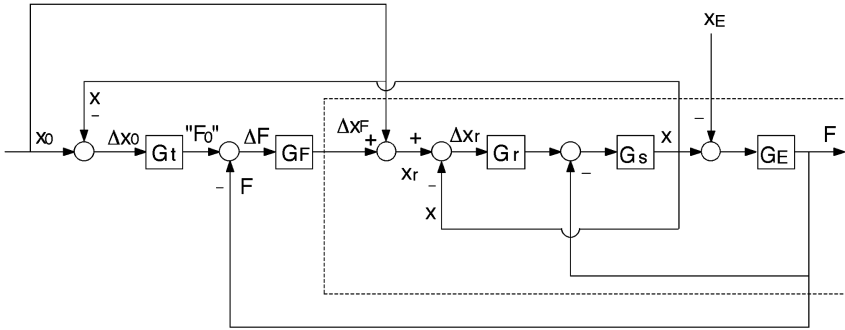 xE
x
−
x0
Δx0
Gt
"F0"
ΔF
GF
ΔxF
+
+
xr
Δxr
Gr
Gs
x
−
GE
F
−
F
−
x
−